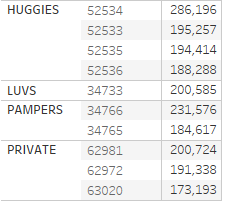 HUGGIES 52534 286,196
52533 195,257
52535 194,414
52536 188,288
LUVS 34733 200,585
PAMPERS 34766 231,576
34765 184,617
PRIVATE 62981 200,724
62972 191,338
63020 173,193